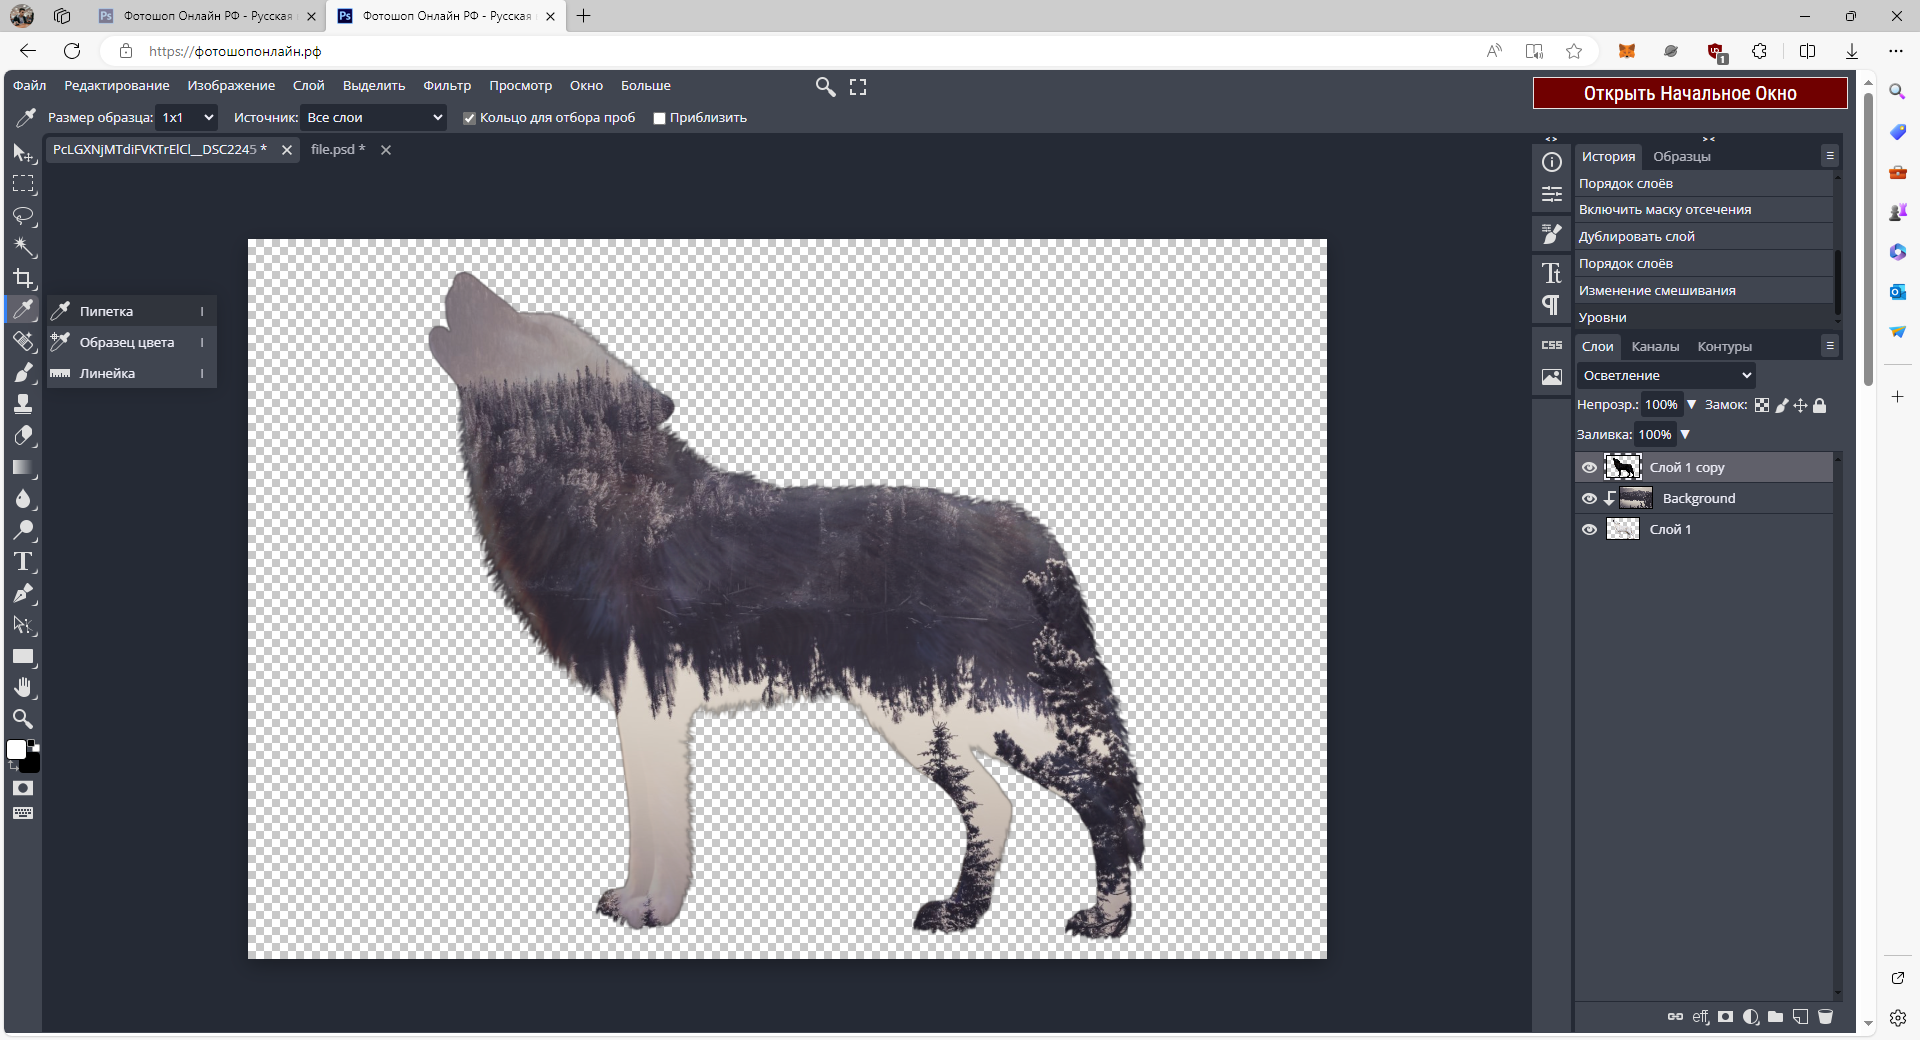 Фотошоп Онлайн РФ - Русская
Фотошоп Онлайн РФ - Русская
https://фотошопонлайн.рф
1
Файл Редактирование Изображение Слой Выделить Фильтр Просмотр Окно Больше
Открыть Начальное Окно
Размер образца: 1x1 Источник: Все слои Кольцо для отбора проб Приблизить
PcLGXNjMTdiFVKTrElCl__DSC2245 * file.psd *
Пипетка I
Образец цвета I
Линейка I
История Образцы
Порядок слоёв
Включить маску отсечения
Дублировать слой
Порядок слоёв
Изменение смешивания
Уровни
CSS
Слои Каналы Контуры
Осветление
Непрозр.: 100% Замок:
Заливка: 100%
Слой 1 copy
Background
Слой 1
eff